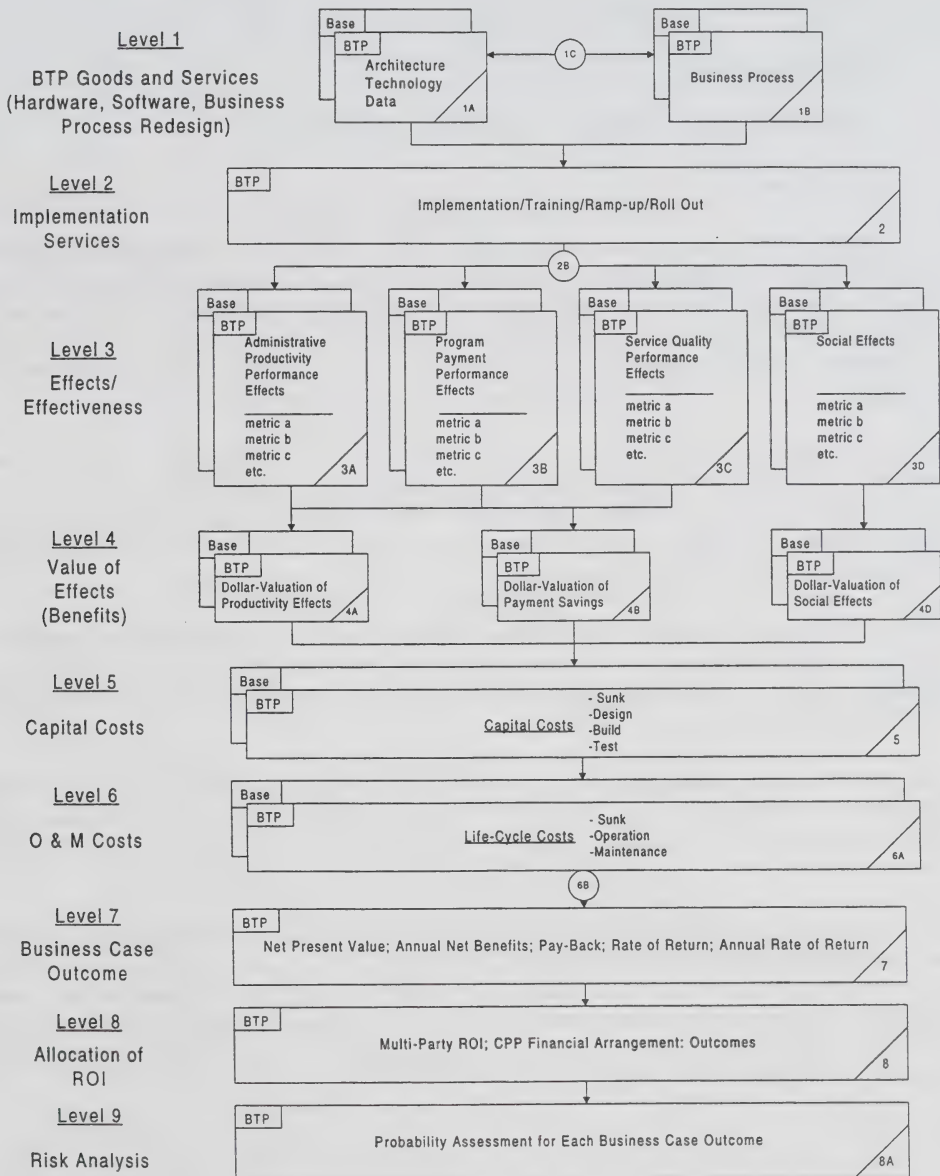 Level 1
BTP Goods and Services
(Hardware, Software, Business
Process Redesign)
Base
BTP
Architecture
Technology
Data
1A
1C
Base
BTP
Business Process
1B
Level 2
Implementation
Services
BTP
Implementation/Training/Ramp-up/Roll Out
2
2B
Level 3
Effects/
Effectiveness
Base
BTP
Administrative
Productivity
Performance
Effects
metric a
metric b
metric c
etc.
3A
Base
BTP
Program
Payment
Performance
Effects
metric a
metric b
metric c
etc.
3B
Base
BTP
Service Quality
Performance
Effects
metric a
metric b
metric c
etc.
3C
Base
BTP
Social Effects
metric a
metric b
metric c
etc.
3D
Level 4
Value of
Effects
(Benefits)
Base
BTP
Dollar-Valuation of
Productivity Effects
4A
Base
BTP
Dollar-Valuation of
Payment Savings
4B
Base
BTP
Dollar-Valuation of
Social Effects
4D
Level 5
Capital Costs
Base
BTP
Capital Costs
- Sunk
-Design
-Build
-Test
5
Level 6
O & M Costs
Base
BTP
Life-Cycle Costs
- Sunk
-Operation
-Maintenance
6A
6B
Level 7
Business Case
Outcome
BTP
Net Present Value; Annual Net Benefits; Pay-Back; Rate of Return; Annual Rate of Return
7
Level 8
Allocation of
ROI
BTP
Multi-Party ROI; CPP Financial Arrangement: Outcomes
8
Level 9
Risk Analysis
BTP
Probability Assessment for Each Business Case Outcome
8A